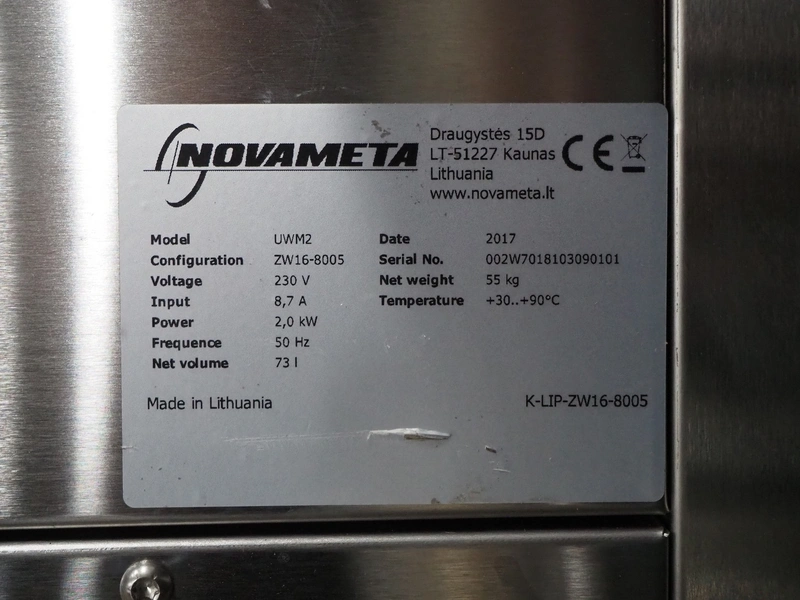 NOVAMETA
Draugystės 15D
LT-51227 Kaunas
Lithuania
www.novameta.lt
CE
Model UWM2
Configuration ZW16-8005
Voltage 230 V
Input 8,7 A
Power 2,0 kW
Frequence 50 Hz
Net volume 73 l
Date 2017
Serial No. 002W7018103090101
Net weight 55 kg
Temperature +30..+90°C
Made in Lithuania
K-LIP-ZW16-8005